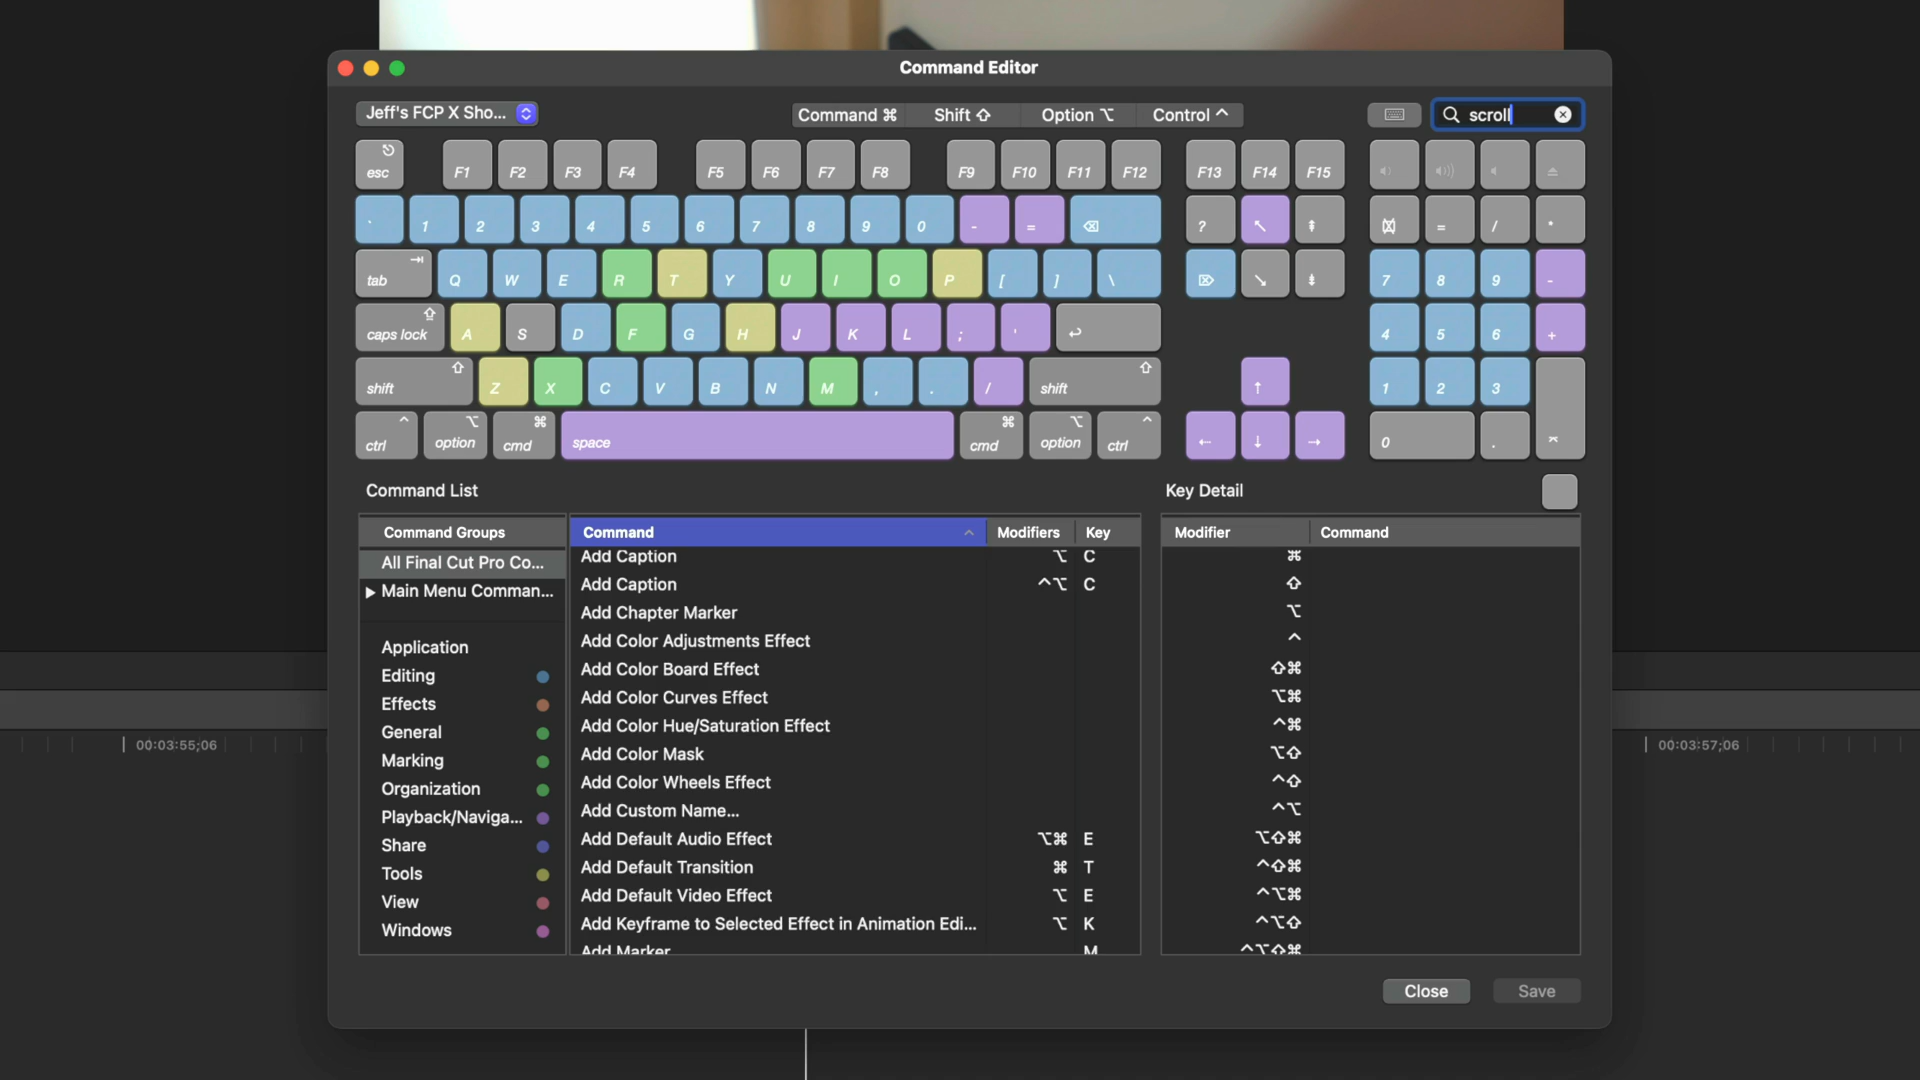 Command Editor
Jeff's FCP X Sho...
Command ⌘ Shift ⇧ Option ⌥ Control ^
scroll
esc F1 F2 F3 F4 F5 F6 F7 F8 F9 F10 F11 F12 F13 F14 F15
` 1 2 3 4 5 6 7 8 9 0 - = ⌫ ? ↖ ⇞ = / *
tab ⇥ Q W E R T Y U I O P [ ] \ ⌦ ↘ ⇟ 7 8 9 -
caps lock A S D F G H J K L ; ' ↩ 4 5 6 +
shift ⇧ Z X C V B N M , . / shift ⇧ ↑ 1 2 3
ctrl ^ option ⌥ cmd ⌘ space cmd ⌘ option ⌥ ctrl ^ ← ↓ → 0 . ⌤
Command List
Key Detail
Command Groups
Command Modifiers Key
Modifier Command
All Final Cut Pro Co...
Main Menu Comman...
Application
Editing
Effects
General
Marking
Organization
Playback/Naviga...
Share
Tools
View
Windows
Add Caption ⌥ C
Add Caption ^⌥ C
Add Chapter Marker
Add Color Adjustments Effect
Add Color Board Effect
Add Color Curves Effect
Add Color Hue/Saturation Effect
Add Color Mask
Add Color Wheels Effect
Add Custom Name...
Add Default Audio Effect ⌥⌘ E
Add Default Transition ⌘ T
Add Default Video Effect ⌥ E
Add Keyframe to Selected Effect in Animation Edi... ⌥ K
Add Marker M
⌘
⇧
⌥
^
⇧⌘
⌥⌘
^⌘
⌥⇧
^⇧
^⌥
⌥⇧⌘
^⇧⌘
^⌥⌘
^⌥⇧
^⌥⇧⌘
00:03:55;06
00:03:57;06
Close
Save